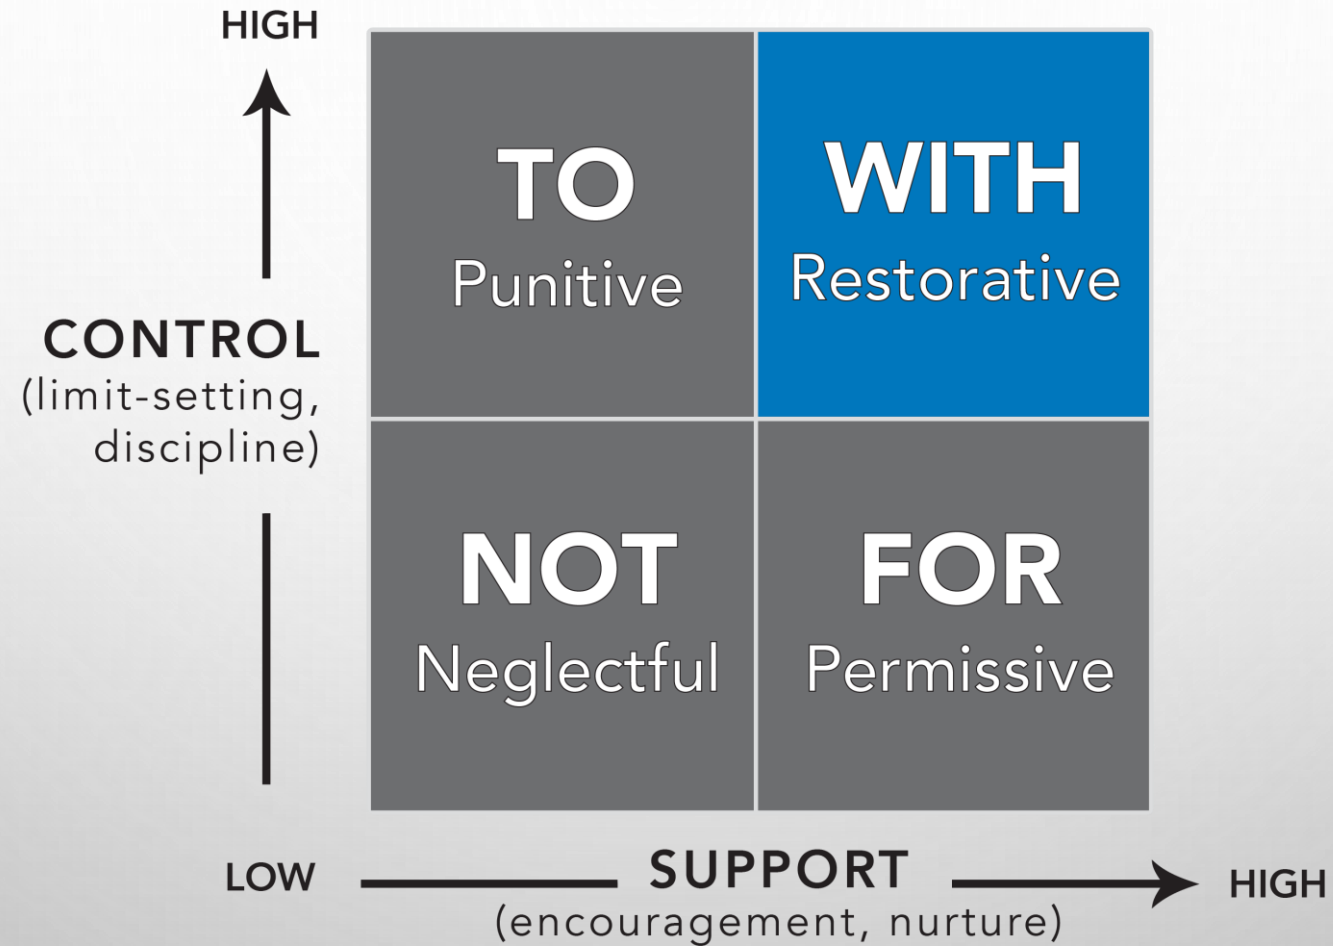 HIGH
TO
Punitive
WITH
Restorative
CONTROL
(limit-setting,
discipline)
NOT
Neglectful
FOR
Permissive
LOW
SUPPORT
(encouragement, nurture)
HIGH